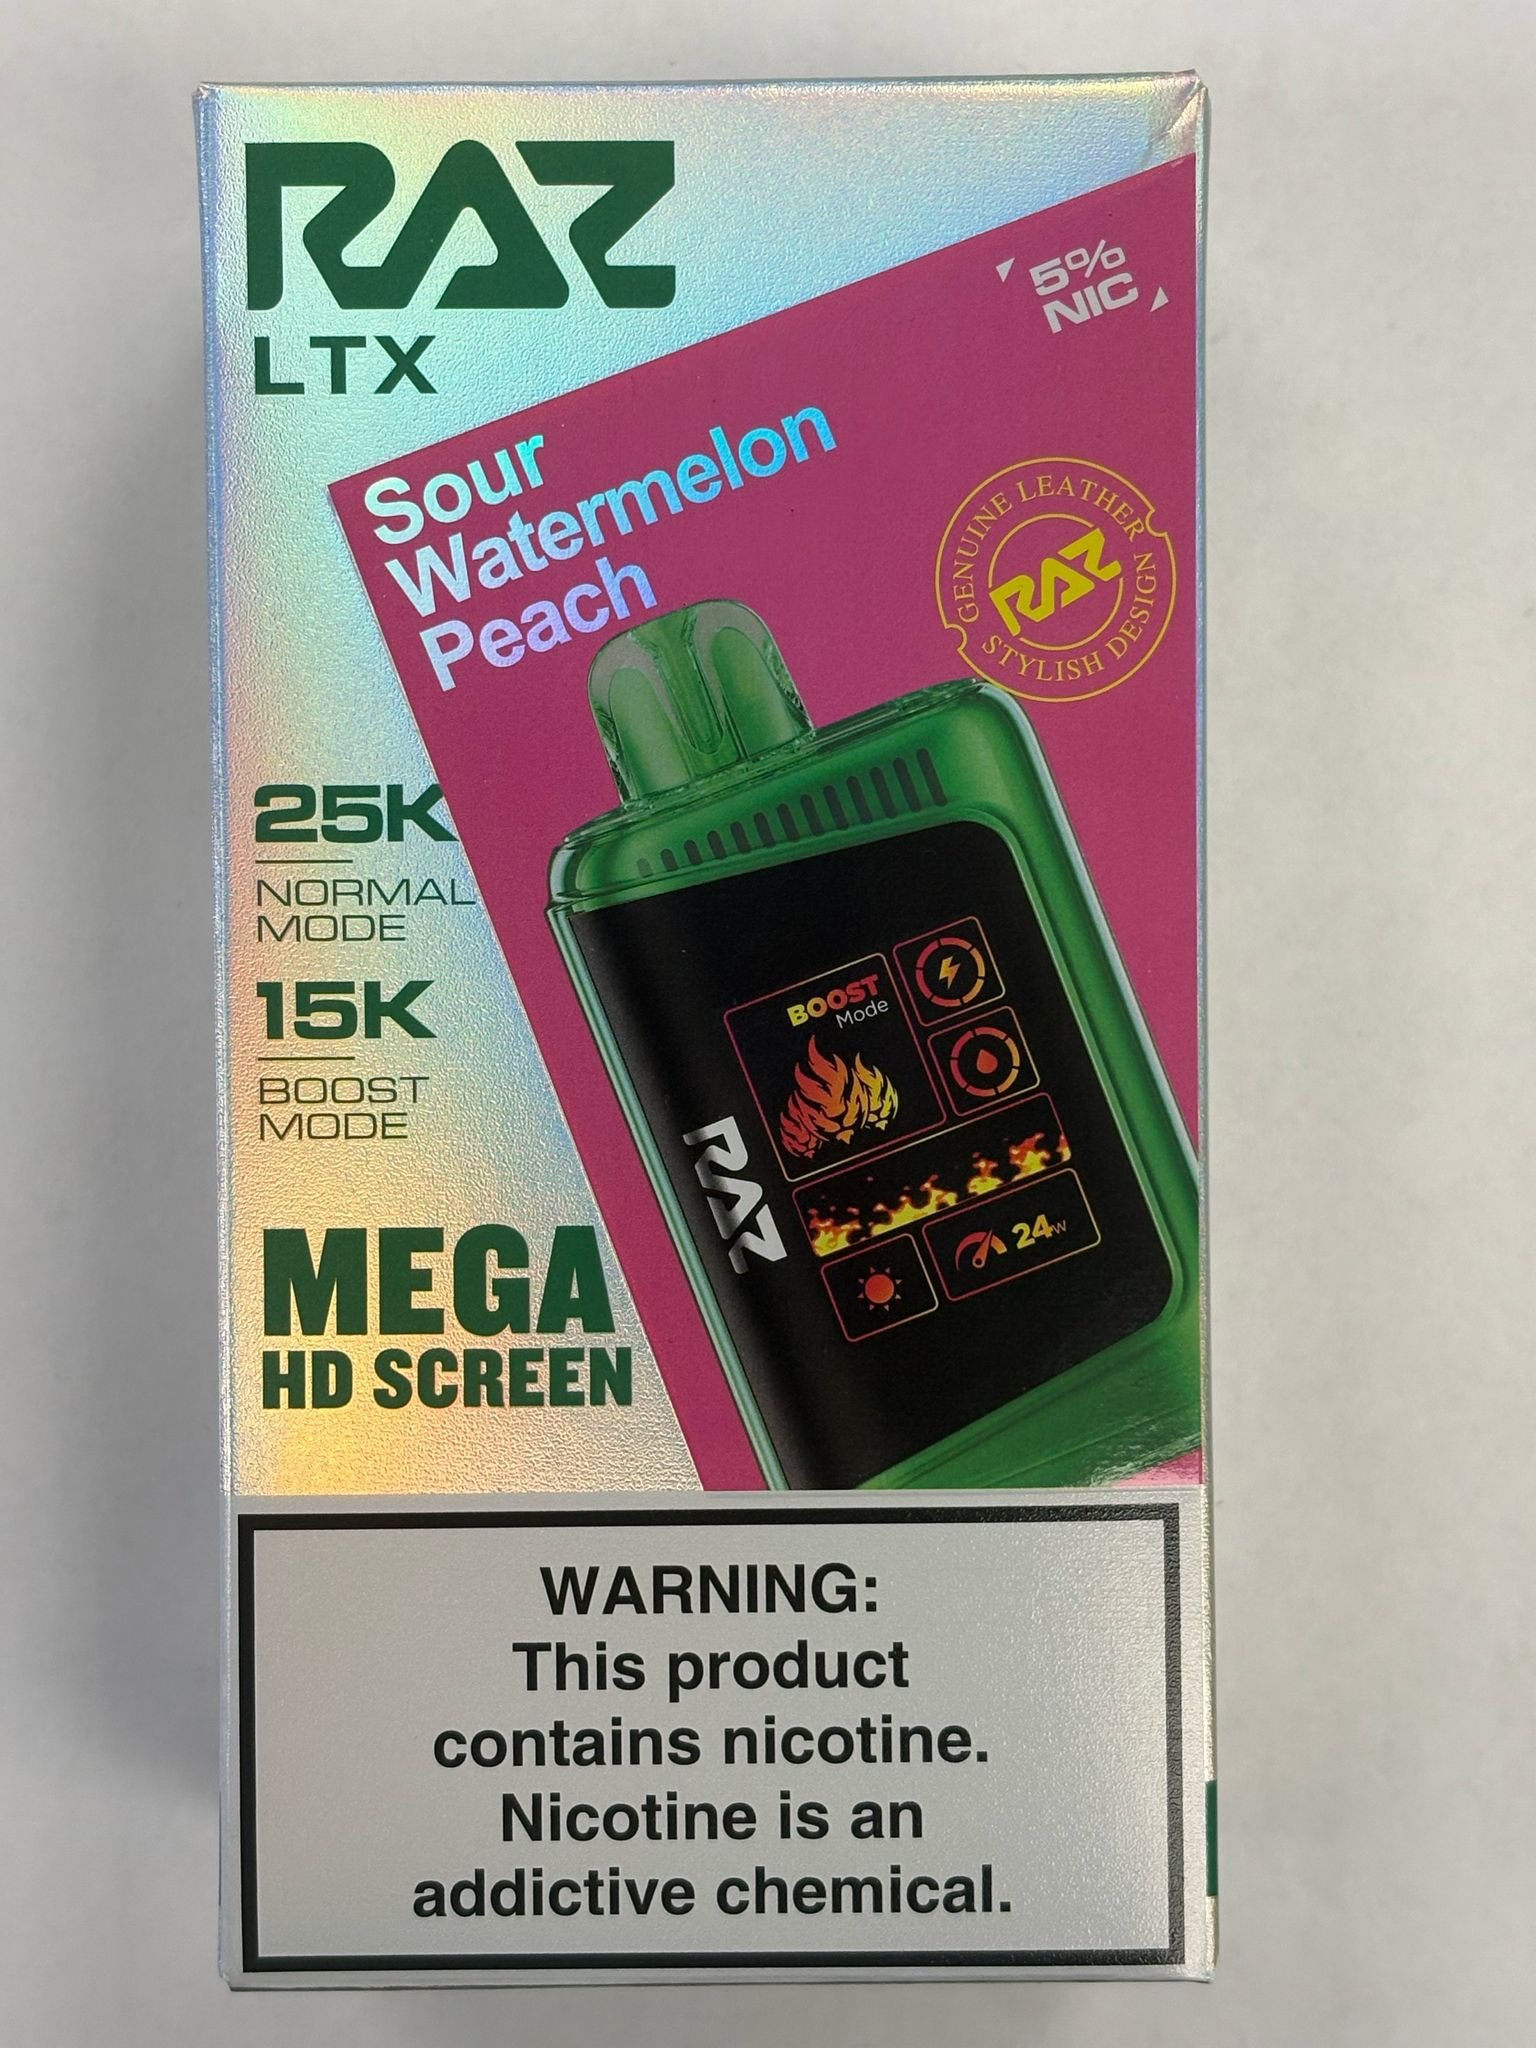 RAZ
LTX
5%
NIC
Sour
Watermelon
Peach
GENUINE LEATHER
RAZ
STYLISH DESIGN
25K
NORMAL
MODE
15K
BOOST
MODE
BOOST
Mode
RAZ
24W
MEGA
HD SCREEN
WARNING:
This product
contains nicotine.
Nicotine is an
addictive chemical.